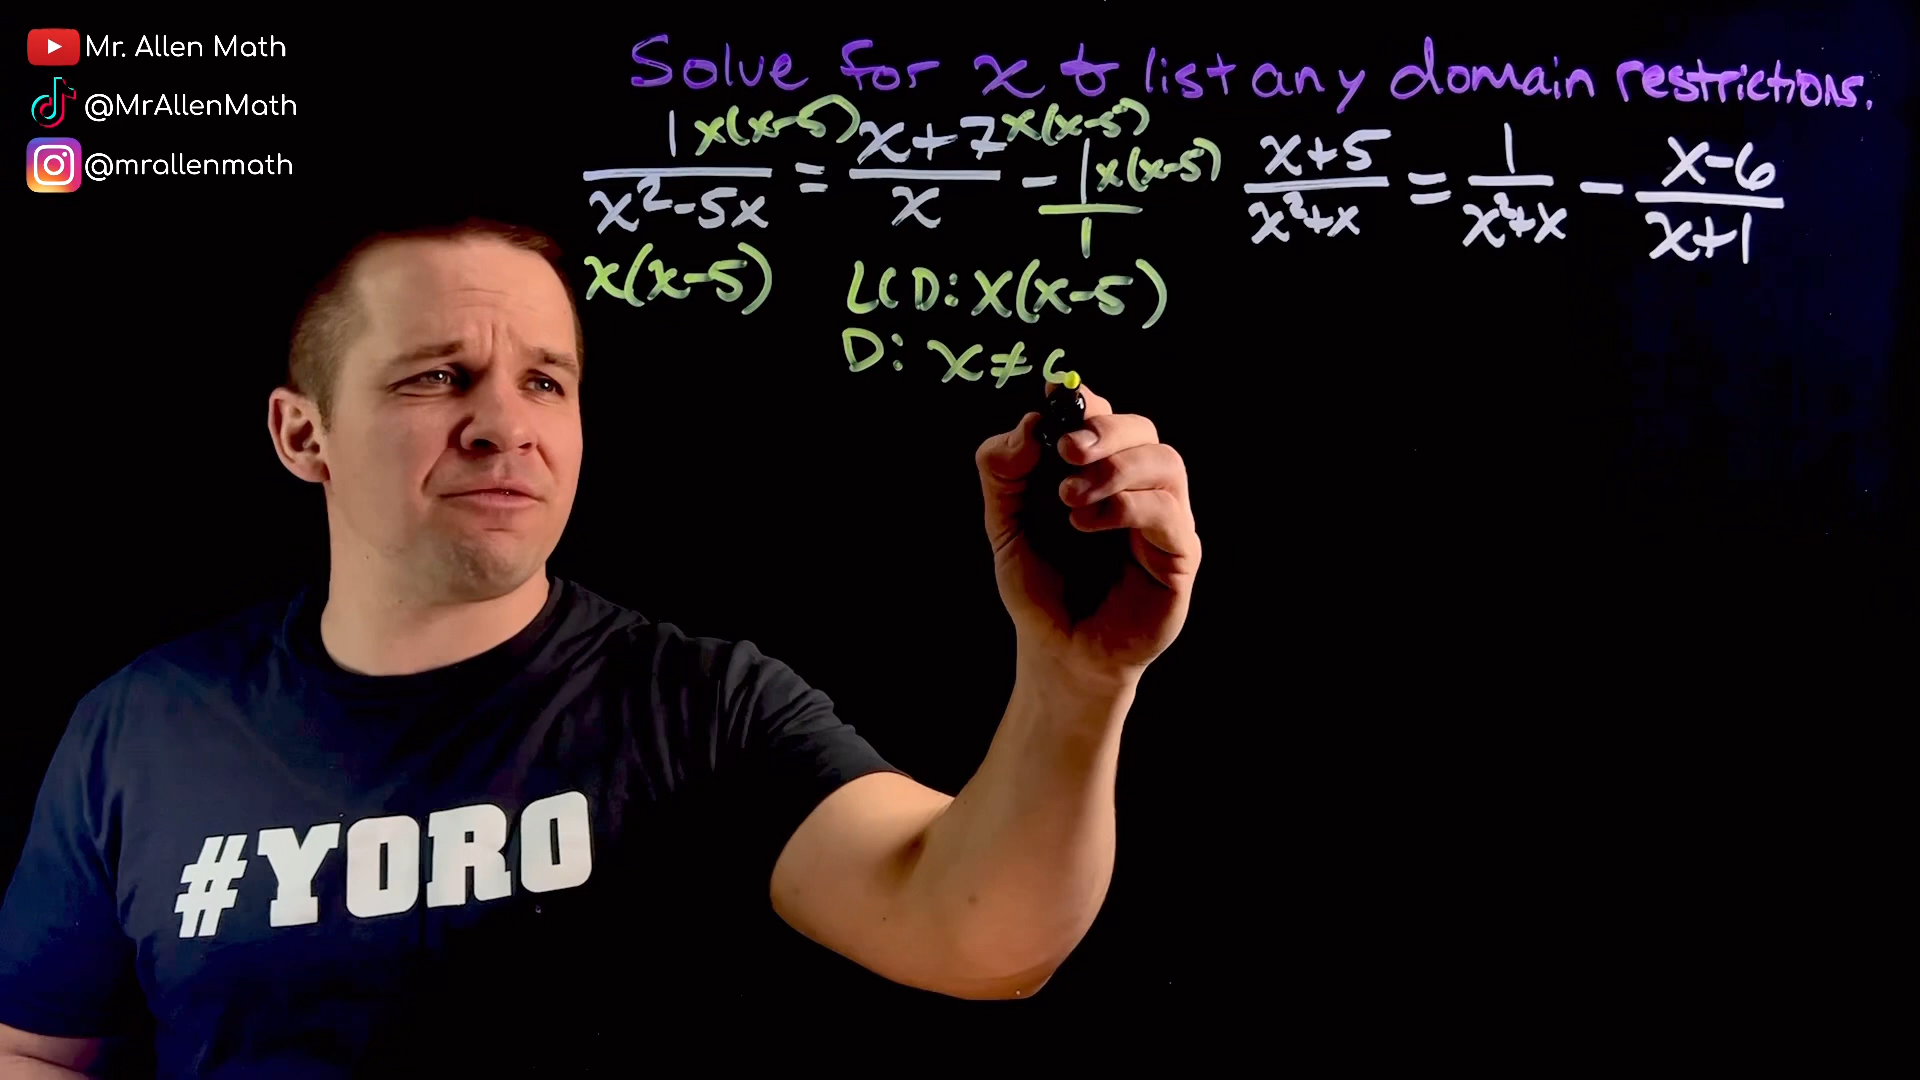 Mr. Allen Math
@MrAllenMath
@mrallenmath
Solve for x & list any domain restrictions.
1 x(x-5) / x²-5x = x+7 x(x-5) / x - 1 x(x-5) / 1
x(x-5)
LCD: x(x-5)
D: x≠
x+5 / x²+x = 1 / x²+x - x-6 / x+1
#YORO